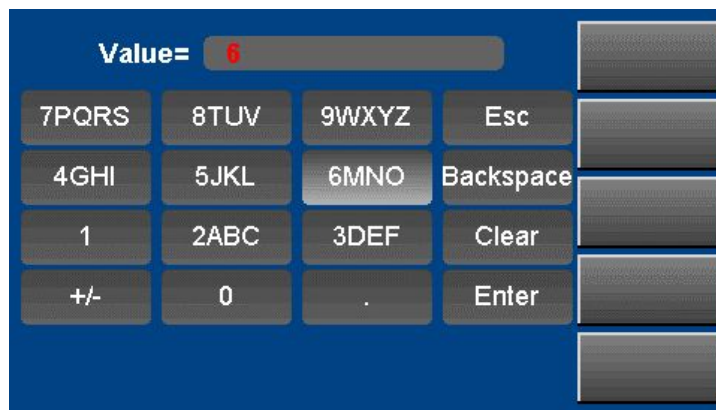 Value= 6
7PQRS 8TUV 9WXYZ Esc
4GHI 5JKL 6MNO Backspace
1 2ABC 3DEF Clear
+/- 0 . Enter